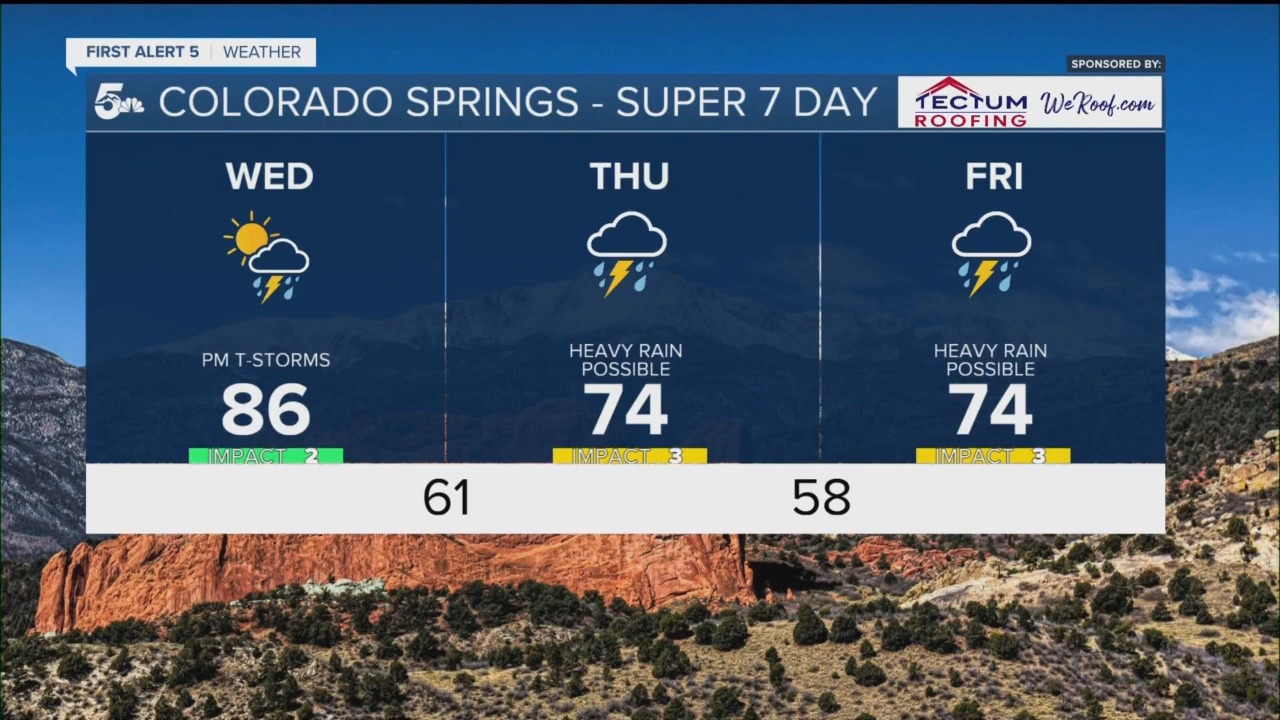 FIRST ALERT 5 | WEATHER
SPONSORED BY:
5 COLORADO SPRINGS - SUPER 7 DAY
TECTUM
ROOFING
WeRoof.com
WED
THU
FRI
PM T-STORMS
HEAVY RAIN
POSSIBLE
HEAVY RAIN
POSSIBLE
86
74
74
IMPACT 2
IMPACT 3
IMPACT 3
61
58